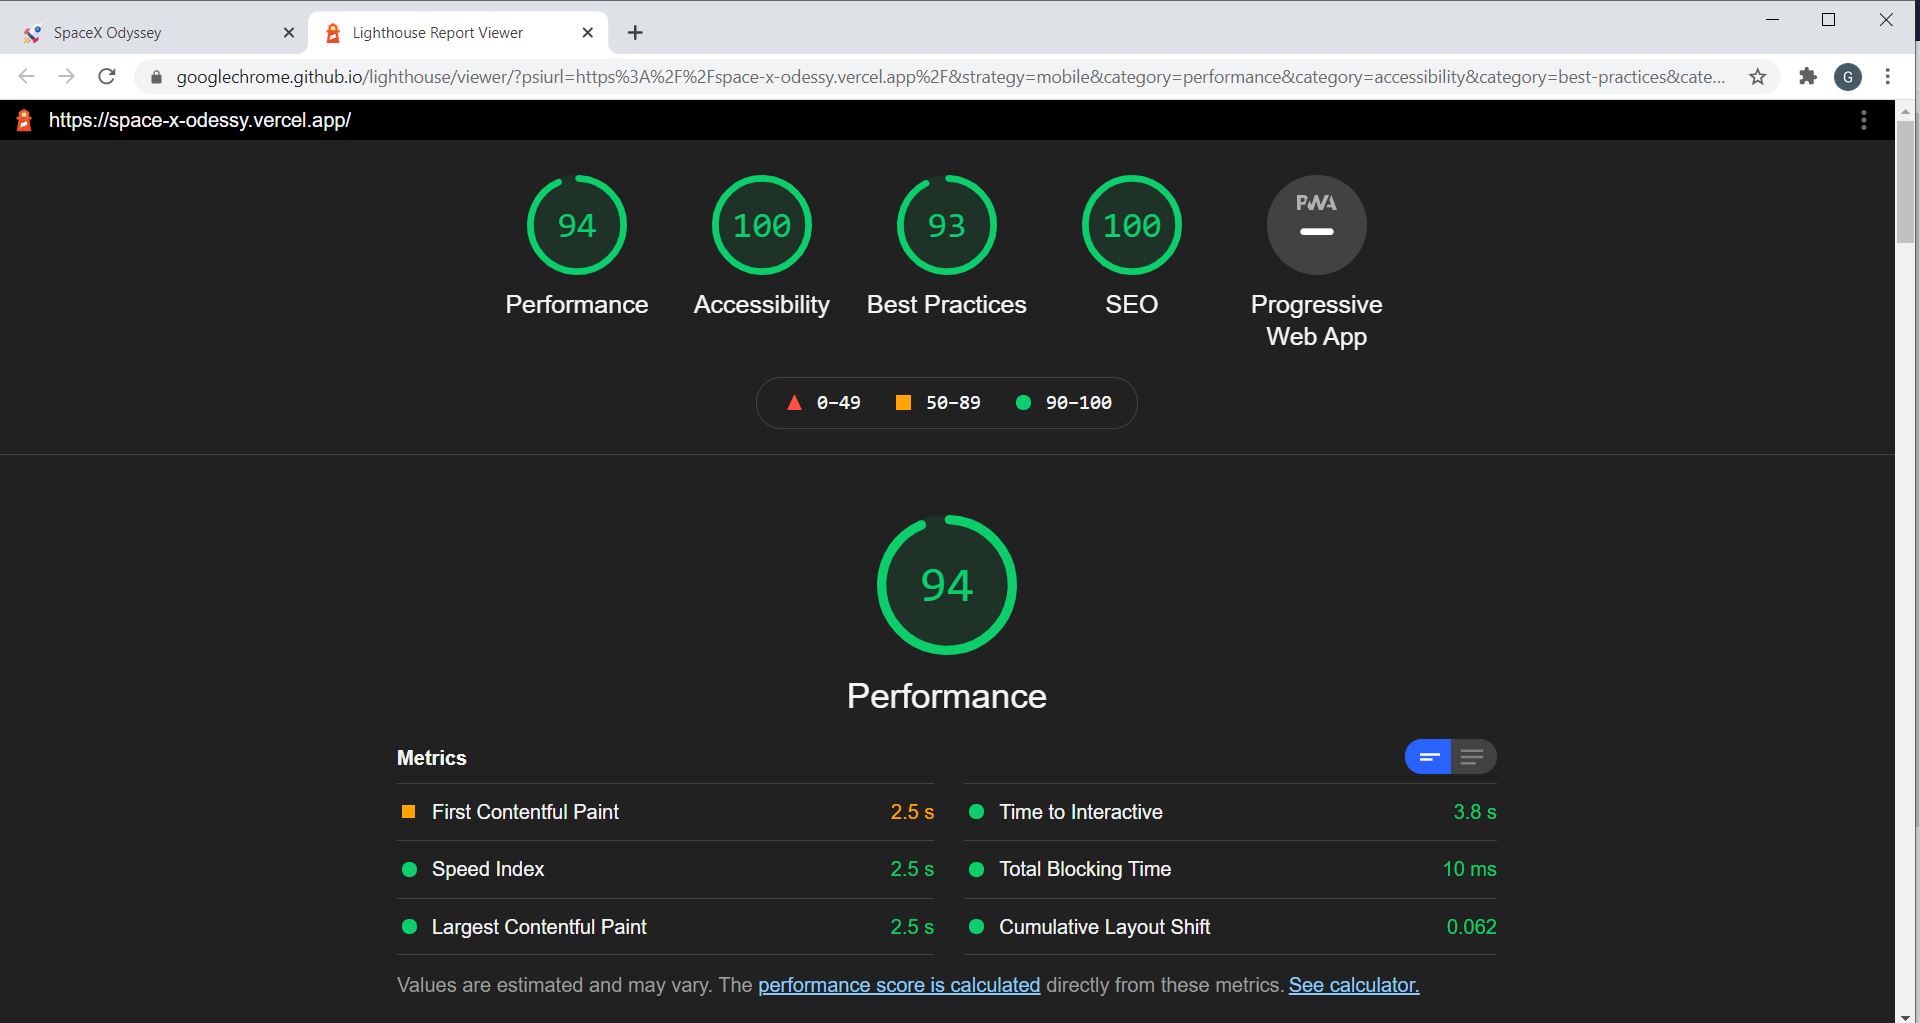 SpaceX Odyssey
Lighthouse Report Viewer
googlechrome.github.io/lighthouse/viewer/?psiurl=https%3A%2F%2Fspace-x-odessy.vercel.app%2F&strategy=mobile&category=performance&category=accessibility&category=best-practices&cate...
G
https://space-x-odessy.vercel.app/
94 100 93 100 PWA
Performance Accessibility Best Practices SEO Progressive
Web App
0–49 50–89 90–100
94
Performance
Metrics
First Contentful Paint 2.5 s Time to Interactive 3.8 s
Speed Index 2.5 s Total Blocking Time 10 ms
Largest Contentful Paint 2.5 s Cumulative Layout Shift 0.062
Values are estimated and may vary. The performance score is calculated directly from these metrics. See calculator.